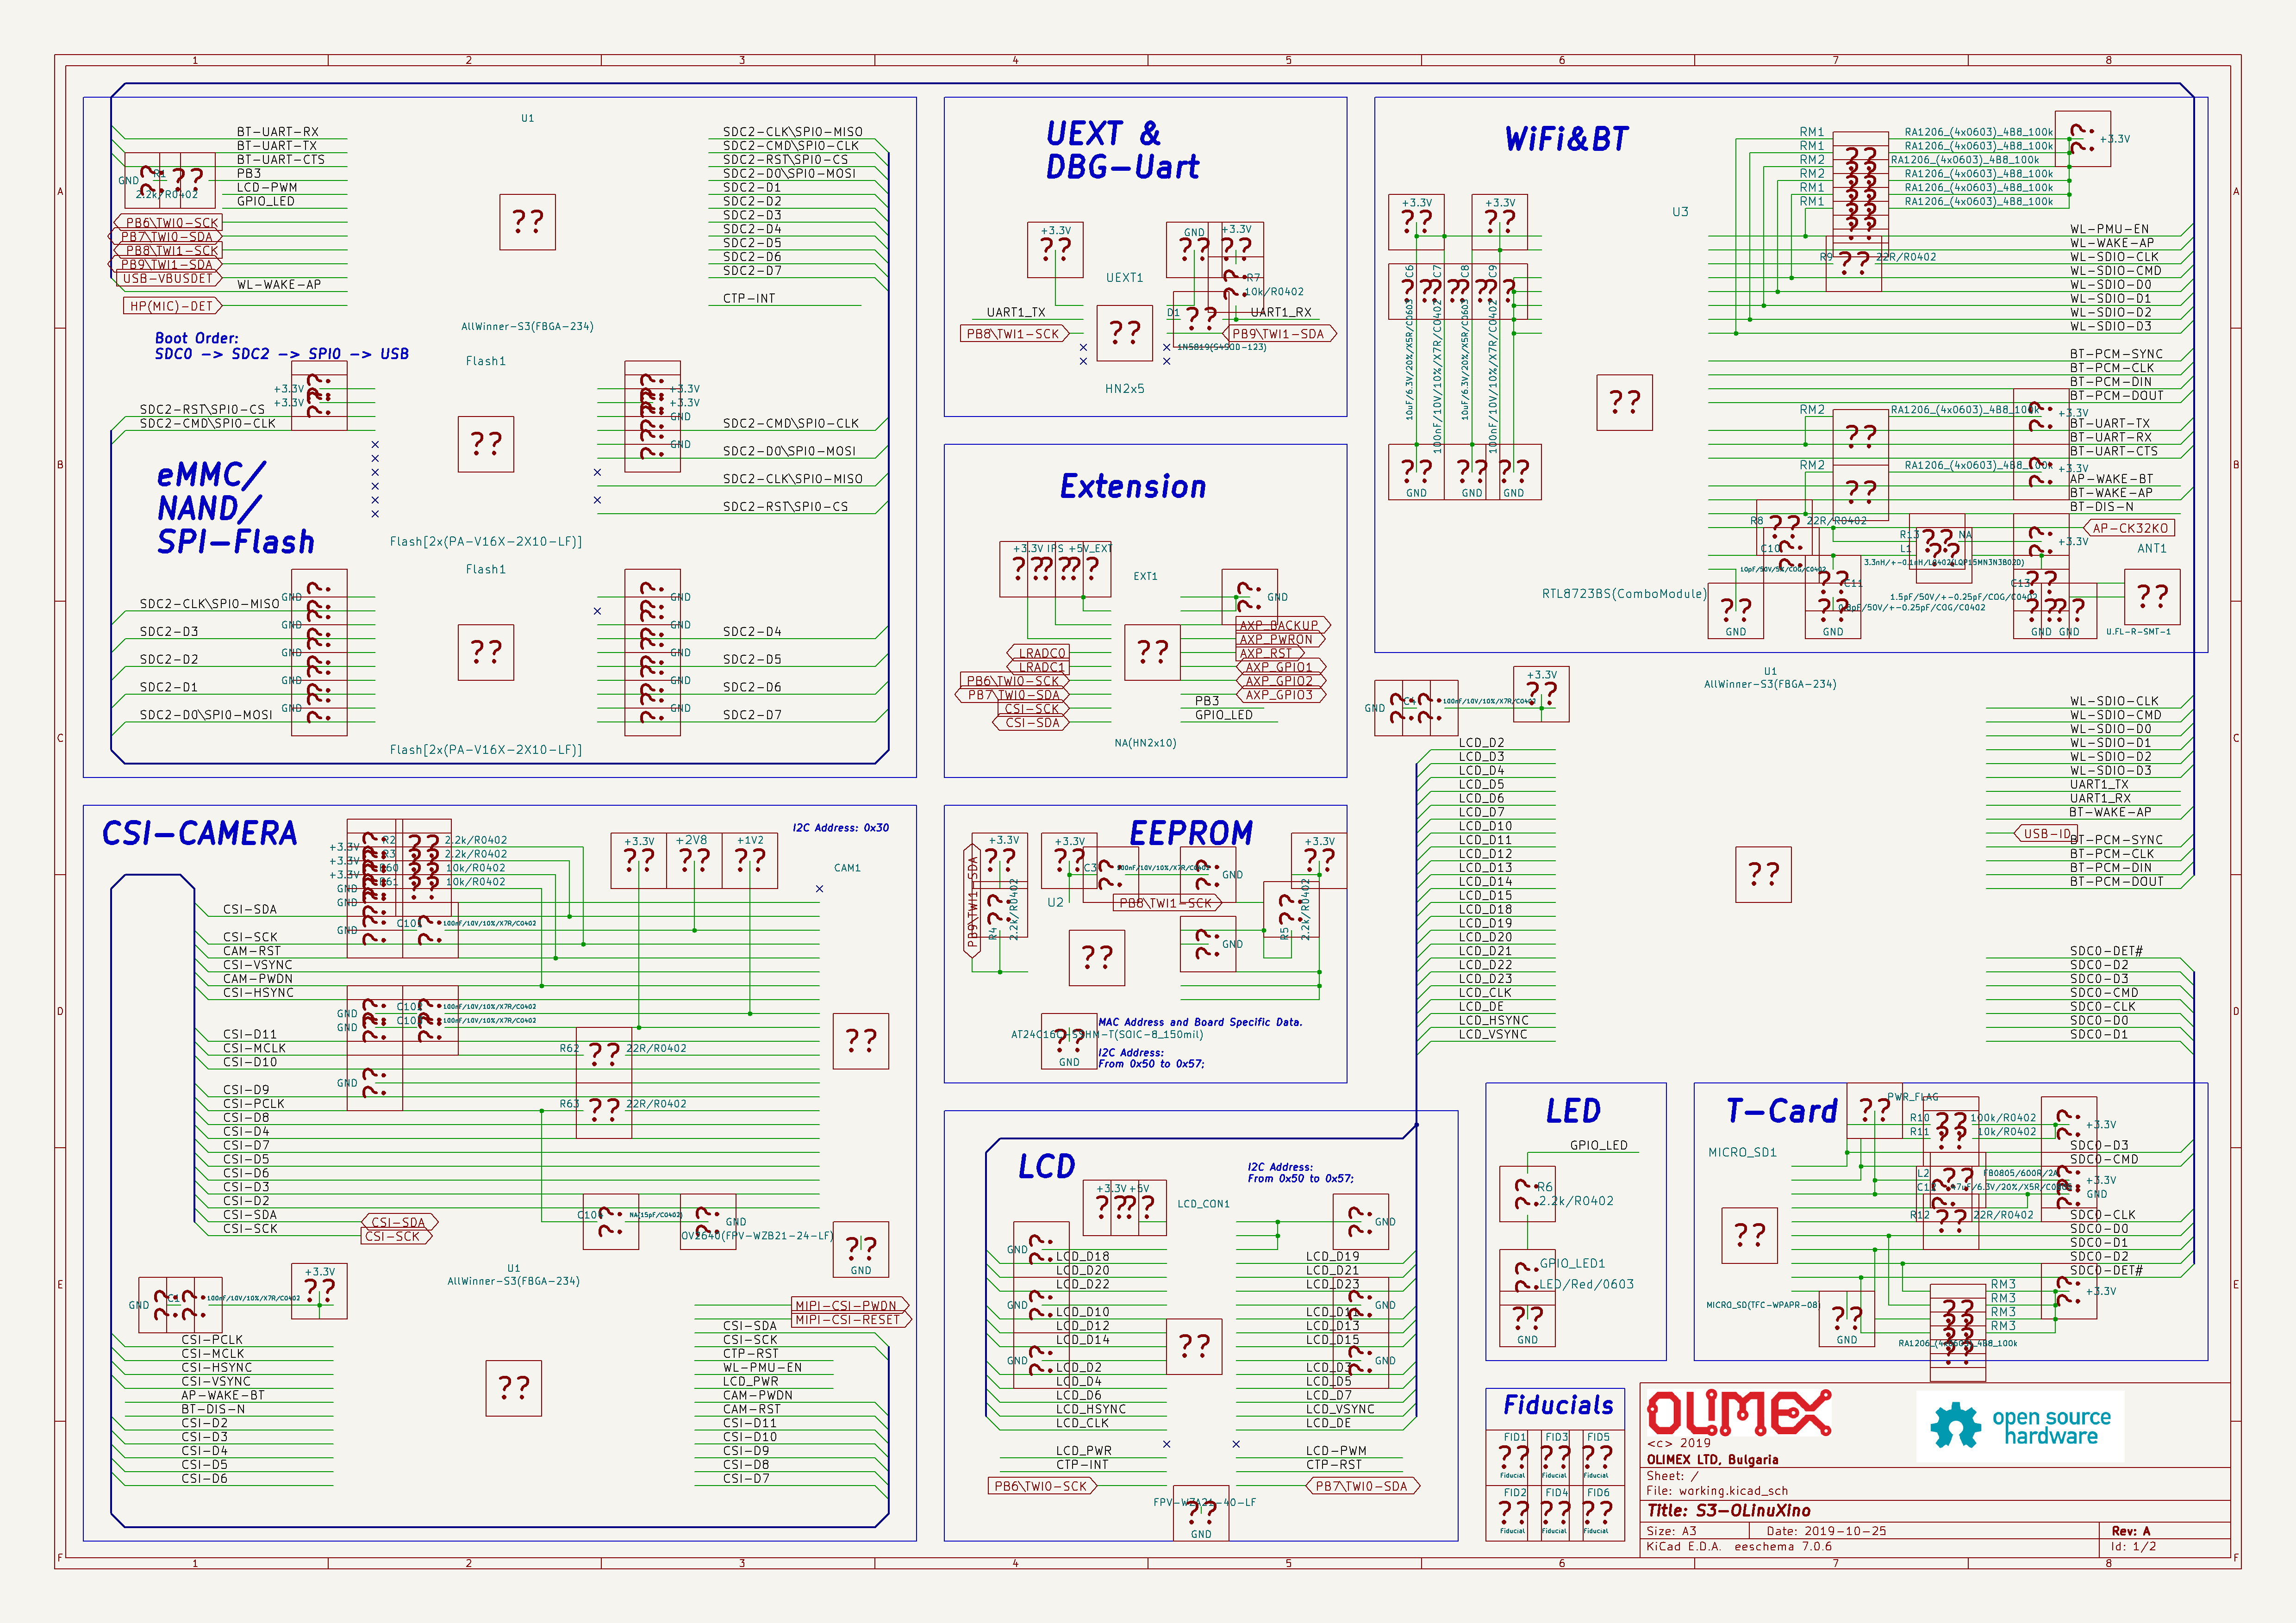 U1
BT-UART-RX
BT-UART-TX
BT-UART-CTS
PB3
LCD-PWM
GPIO_LED
GND
2.2k/R0402
PB6\TWI0-SCK
PB7\TWI0-SDA
PB8\TWI1-SCK
PB9\TWI1-SDA
USB-VBUSDET
WL-WAKE-AP
HP(MIC)-DET
SDC2-CLK\SPI0-MISO
SDC2-CMD\SPI0-CLK
SDC2-RST\SPI0-CS
SDC2-D0\SPI0-MOSI
SDC2-D1
SDC2-D2
SDC2-D3
SDC2-D4
SDC2-D5
SDC2-D6
SDC2-D7
CTP-INT
AllWinner-S3(FBGA-234)
Boot Order:
SDC0 -> SDC2 -> SPI0 -> USB
Flash1
+3.3V
+3.3V
SDC2-RST\SPI0-CS
SDC2-CMD\SPI0-CLK
+3.3V
+3.3V
GND
SDC2-CMD\SPI0-CLK
GND
SDC2-D0\SPI0-MOSI
SDC2-CLK\SPI0-MISO
SDC2-RST\SPI0-CS
eMMC/
NAND/
SPI-Flash
Flash[2x(PA-V16X-2X10-LF)]
Flash1
GND
SDC2-CLK\SPI0-MISO
GND
SDC2-D3
GND
SDC2-D2
GND
SDC2-D1
GND
SDC2-D0\SPI0-MOSI
GND
SDC2-D4
GND
SDC2-D5
GND
SDC2-D6
GND
SDC2-D7
Flash[2x(PA-V16X-2X10-LF)]
UEXT &
DBG-Uart
+3.3V
GND
+3.3V
UEXT1
R7
10k/R0402
UART1_TX
D1
UART1_RX
PB8\TWI1-SCK
PB9\TWI1-SDA
1N5819(S490D-123)
HN2x5
Extension
+3.3V IPS +5V_EXT
EXT1
GND
AXP_BACKUP
AXP_PWRON
AXP_RST
AXP_GPIO1
AXP_GPIO2
AXP_GPIO3
LRADC0
LRADC1
PB6\TWI0-SCK
PB7\TWI0-SDA
CSI-SCK
CSI-SDA
PB3
GPIO_LED
NA(HN2x10)
WiFi&BT
RM1
RM1
RM2
RM2
RM1
RM1
RA1206_(4x0603)_4B8_100k
RA1206_(4x0603)_4B8_100k
RA1206_(4x0603)_4B8_100k
RA1206_(4x0603)_4B8_100k
RA1206_(4x0603)_4B8_100k
RA1206_(4x0603)_4B8_100k
+3.3V
+3.3V
+3.3V
U3
R9
22R/R0402
C6
10uF/6.3V/20%/X5R/C0603
C7
100nF/10V/10%/X7R/C0402
C8
10uF/6.3V/20%/X5R/C0603
C9
100nF/10V/10%/X7R/C0402
GND
GND
GND
WL-PMU-EN
WL-WAKE-AP
WL-SDIO-CLK
WL-SDIO-CMD
WL-SDIO-D0
WL-SDIO-D1
WL-SDIO-D2
WL-SDIO-D3
BT-PCM-SYNC
BT-PCM-CLK
BT-PCM-DIN
BT-PCM-DOUT
RM2
RA1206_(4x0603)_4B8_100k
+3.3V
BT-UART-TX
BT-UART-RX
BT-UART-CTS
RM2
RA1206_(4x0603)_4B8_100k
+3.3V
AP-WAKE-BT
BT-WAKE-AP
BT-DIS-N
AP-CK32KO
R8
22R/R0402
C10
10pF/50V/5%/COG/C0402
R13
NA
+3.3V
L1
3.3nH/+-0.1nH/L0402(LQP15MN3N3B02D)
ANT1
C11
C13
1.5pF/50V/+-0.25pF/COG/C0402
RTL8723BS(ComboModule)
GND
GND
GND
GND
U.FL-R-SMT-1
U1
AllWinner-S3(FBGA-234)
+3.3V
GND
100nF/10V/10%/X7R/C0402
LCD_D2
LCD_D3
LCD_D4
LCD_D5
LCD_D6
LCD_D7
LCD_D10
LCD_D11
LCD_D12
LCD_D13
LCD_D14
LCD_D15
LCD_D18
LCD_D19
LCD_D20
LCD_D21
LCD_D22
LCD_D23
LCD_CLK
LCD_DE
LCD_HSYNC
LCD_VSYNC
WL-SDIO-CLK
WL-SDIO-CMD
WL-SDIO-D0
WL-SDIO-D1
WL-SDIO-D2
WL-SDIO-D3
UART1_TX
UART1_RX
BT-WAKE-AP
USB-ID
BT-PCM-SYNC
BT-PCM-CLK
BT-PCM-DIN
BT-PCM-DOUT
SDC0-DET#
SDC0-D2
SDC0-D3
SDC0-CMD
SDC0-CLK
SDC0-D0
SDC0-D1
CSI-CAMERA
I2C Address: 0x30
R2
2.2k/R0402
R3
2.2k/R0402
R60
10k/R0402
R61
10k/R0402
+3.3V
+3.3V
+3.3V
GND
GND
GND
+3.3V
+2V8
+1V2
CAM1
100nF/10V/10%/X7R/C0402
CSI-SDA
CSI-SCK
CAM-RST
CSI-VSYNC
CAM-PWDN
CSI-HSYNC
GND
GND
100nF/10V/10%/X7R/C0402
100nF/10V/10%/X7R/C0402
CSI-D11
CSI-MCLK
CSI-D10
R62
22R/R0402
GND
CSI-D9
CSI-PCLK
R63
22R/R0402
CSI-D8
CSI-D4
CSI-D7
CSI-D5
CSI-D6
CSI-D3
CSI-D2
CSI-SDA
CSI-SCK
CSI-SDA
CSI-SCK
NA(15pF/C0402)
GND
OV2640(FPV-WZB21-24-LF)
GND
U1
AllWinner-S3(FBGA-234)
GND
C1
100nF/10V/10%/X7R/C0402
+3.3V
CSI-PCLK
CSI-MCLK
CSI-HSYNC
CSI-VSYNC
AP-WAKE-BT
BT-DIS-N
CSI-D2
CSI-D3
CSI-D4
CSI-D5
CSI-D6
MIPI-CSI-PWDN
MIPI-CSI-RESET
CSI-SDA
CSI-SCK
CTP-RST
WL-PMU-EN
LCD_PWR
CAM-PWDN
CAM-RST
CSI-D11
CSI-D10
CSI-D9
CSI-D8
CSI-D7
EEPROM
+3.3V
+3.3V
+3.3V
C3
100nF/10V/10%/X7R/C0402
GND
PB9\TWI1-SDA
PB8\TWI1-SCK
U2
R4
2.2k/R0402
R5
2.2k/R0402
GND
MAC Address and Board Specific Data.
AT24C16C-SSHM-T(SOIC-8_150mil)
I2C Address:
From 0x50 to 0x57;
GND
LCD
I2C Address:
From 0x50 to 0x57;
+3.3V
+5V
LCD_CON1
GND
GND
LCD_D18
LCD_D20
LCD_D22
GND
LCD_D10
LCD_D12
LCD_D14
GND
LCD_D2
LCD_D4
LCD_D6
LCD_HSYNC
LCD_CLK
LCD_PWR
CTP-INT
PB6\TWI0-SCK
LCD_D19
LCD_D21
LCD_D23
GND
LCD_D11
LCD_D13
LCD_D15
GND
LCD_D3
LCD_D5
LCD_D7
LCD_VSYNC
LCD_DE
LCD-PWM
CTP-RST
PB7\TWI0-SDA
FPV-WZA21-40-LF
GND
LED
GPIO_LED
R6
2.2k/R0402
GPIO_LED1
LED/Red/0603
GND
T-Card
PWR_FLAG
R10
100k/R0402
R11
10k/R0402
+3.3V
MICRO_SD1
SDC0-D3
SDC0-CMD
L2
FB0805/600R/2A
+3.3V
GND
R12
22R/R0402
SDC0-CLK
SDC0-D0
SDC0-D1
SDC0-D2
SDC0-DET#
MICRO_SD(TFC-WPAPR-08)
RM3
RM3
RM3
RM3
+3.3V
GND
RA1206_(4x0603)_4B8_100k
Fiducials
FID1 FID3 FID5
Fiducial Fiducial Fiducial
FID2 FID4 FID6
Fiducial Fiducial Fiducial
OLIMEX
open source
hardware
<c> 2019
OLIMEX LTD, Bulgaria
Sheet: /
File: working.kicad_sch
Title: S3-OLinuXino
Size: A3
Date: 2019-10-25
Rev: A
KiCad E.D.A. eeschema 7.0.6
Id: 1/2